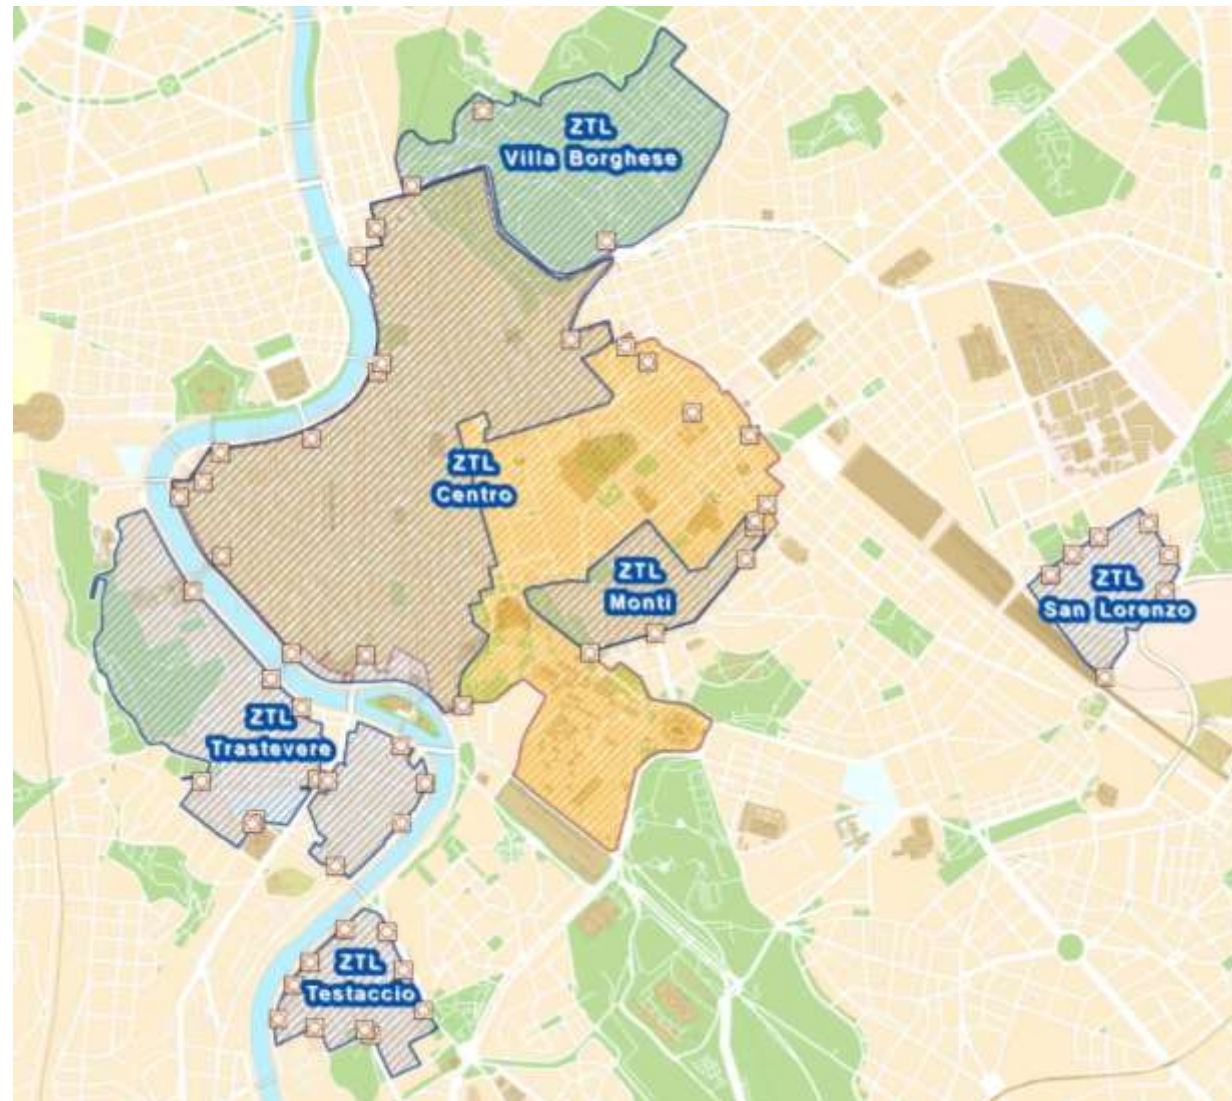 ZTL
Villa Borghese
ZTL
Centro
ZTL
Monti
ZTL
San Lorenzo
ZTL
Trastevere
ZTL
Testaccio